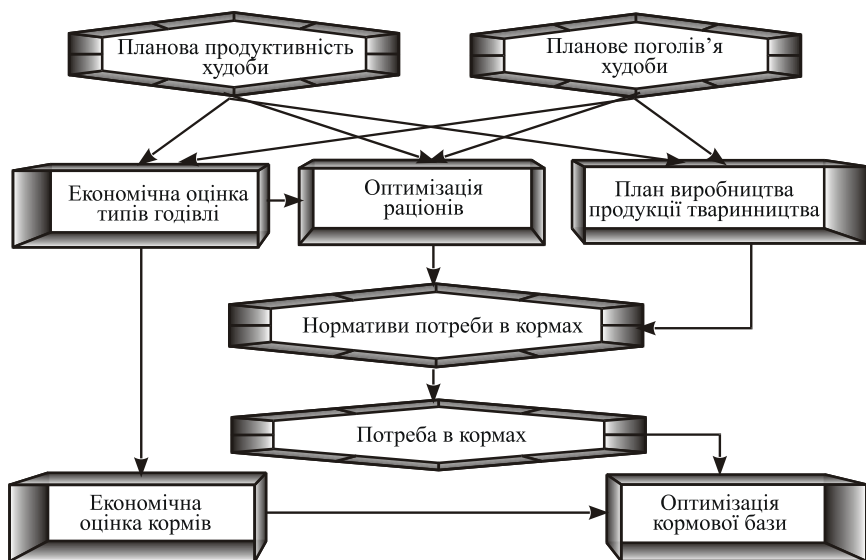 Планова продуктивність
худоби
Планове поголів’я
худоби
Економічна оцінка
типів годівлі
Оптимізація
раціонів
План виробництва
продукції тваринництва
Нормативи потреби в кормах
Потреба в кормах
Економічна
оцінка кормів
Оптимізація
кормової бази